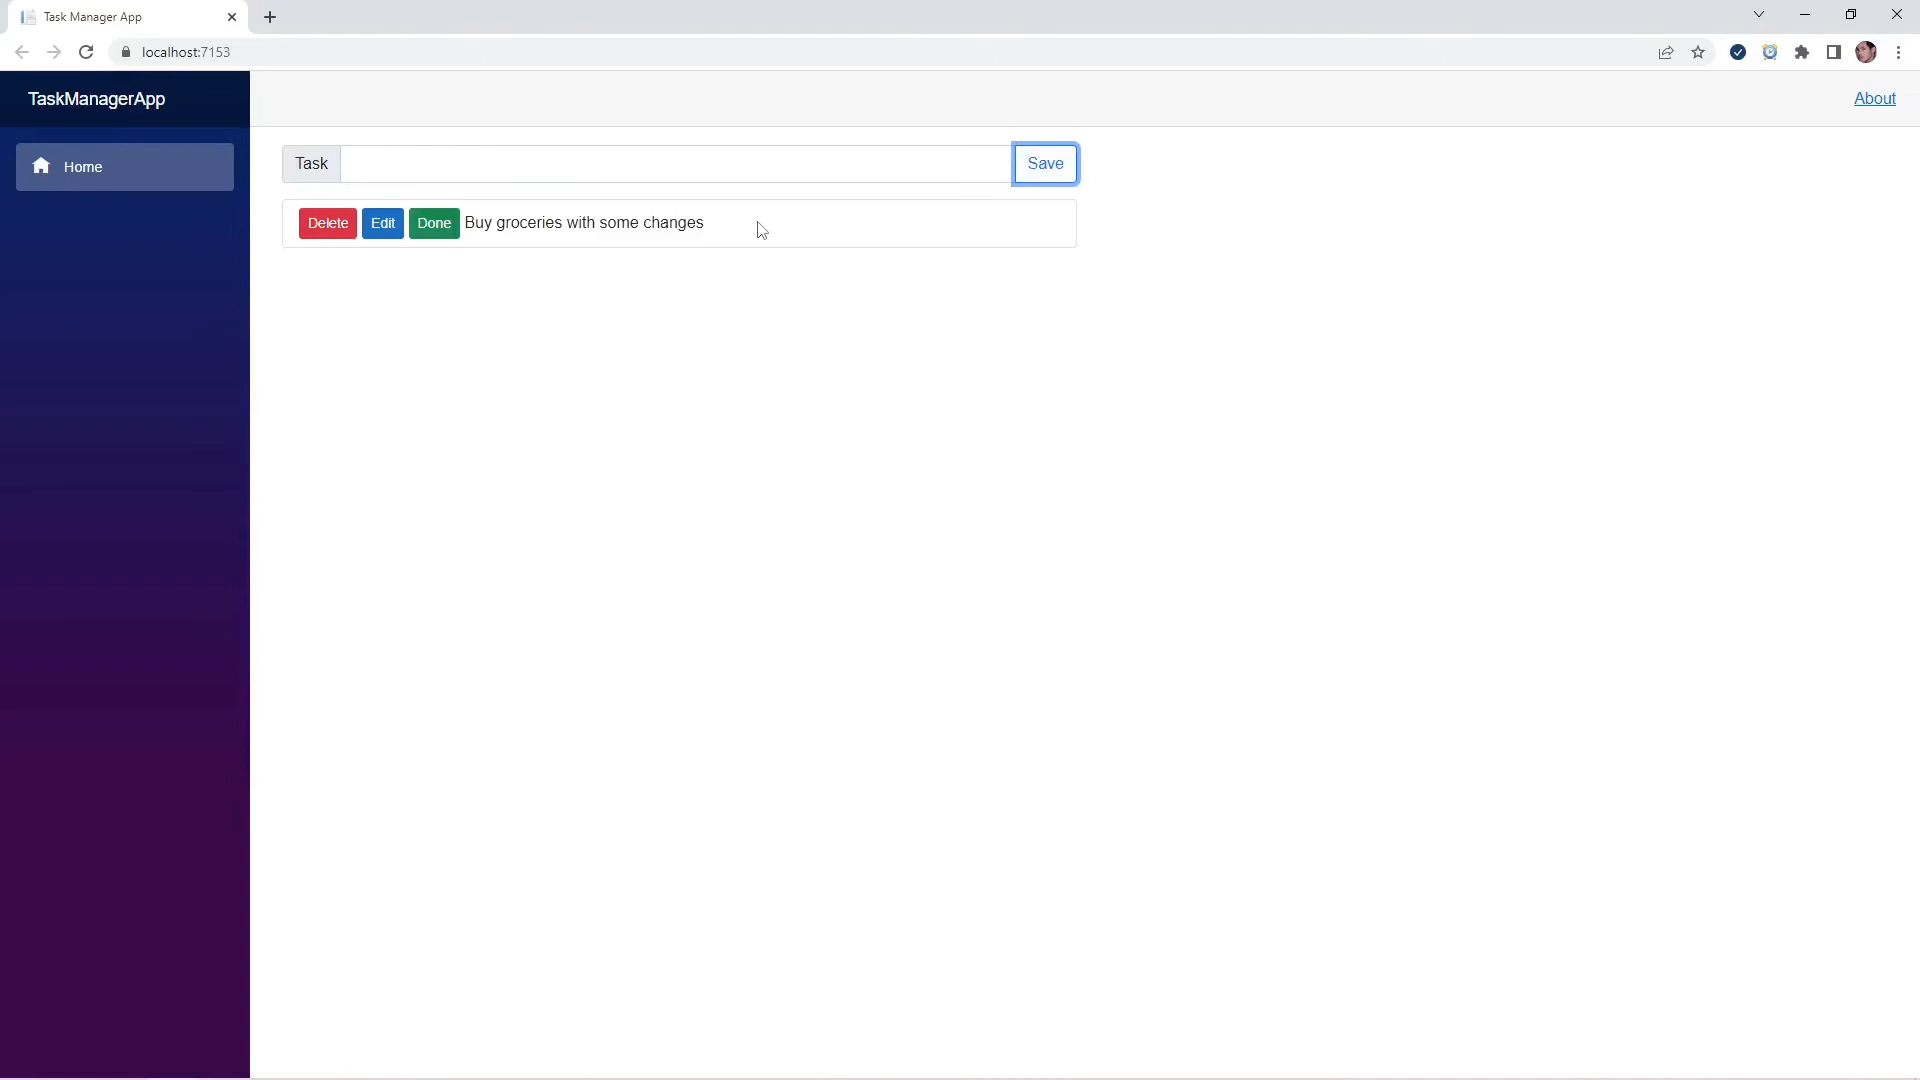 Task Manager App
localhost:7153
TaskManagerApp
About
Home
Task
Save
Delete Edit Done Buy groceries with some changes